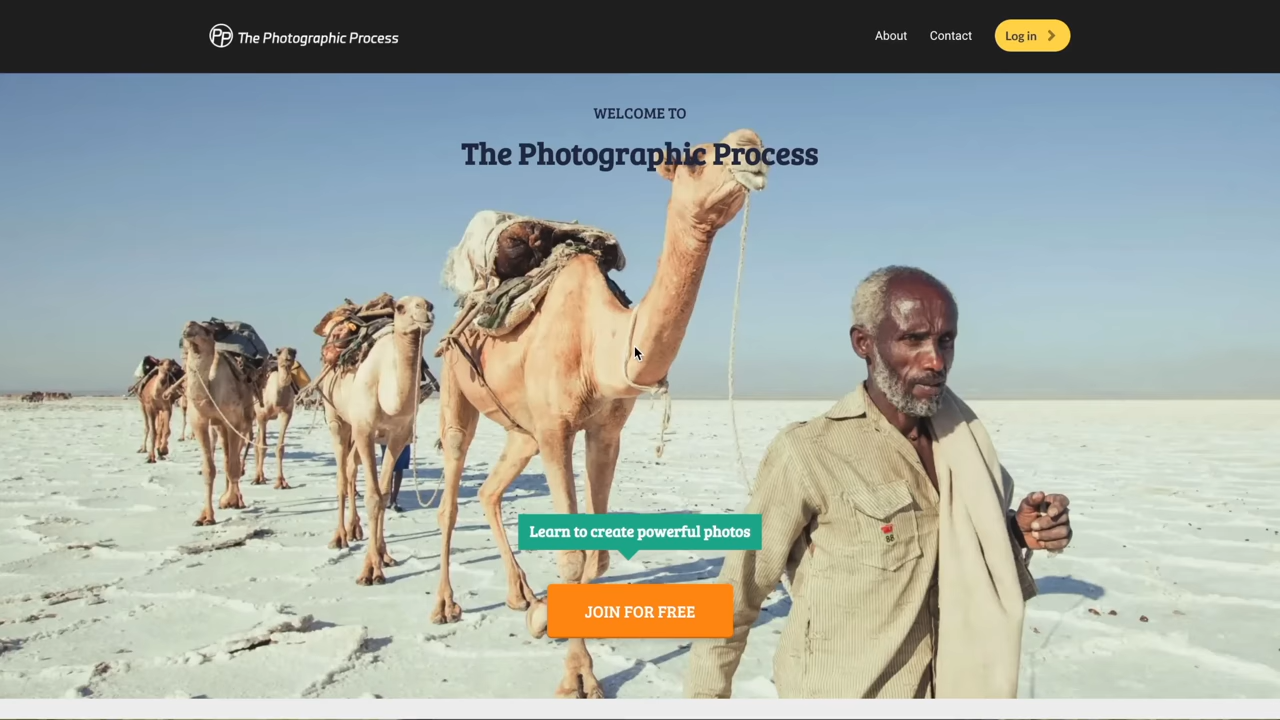 PP The Photographic Process
About
Contact
Log in
WELCOME TO
The Photographic Process
Learn to create powerful photos
JOIN FOR FREE